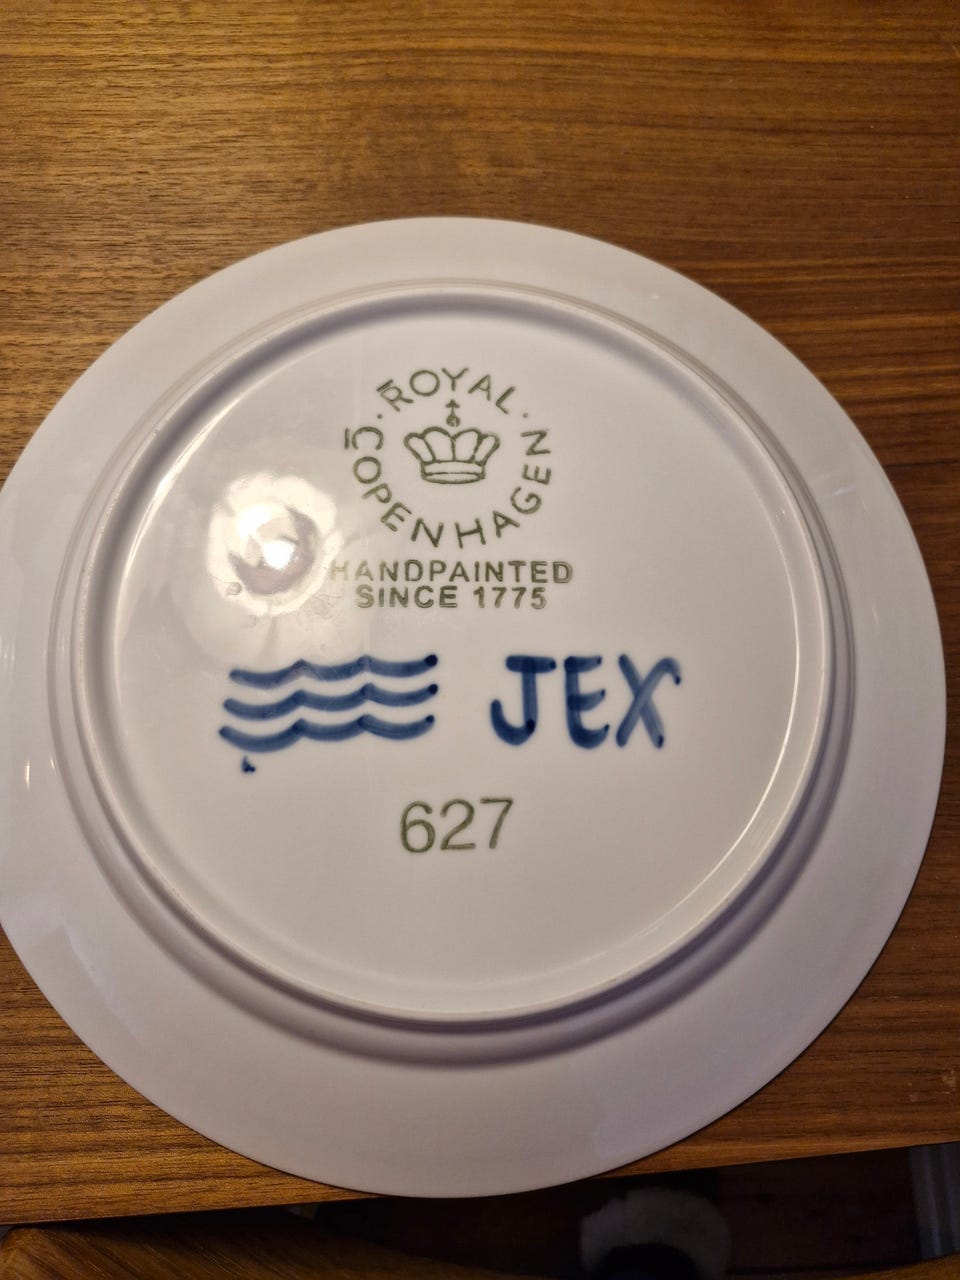 ROYAL
COPENHAGEN
HANDPAINTED
SINCE 1775
JEX
627